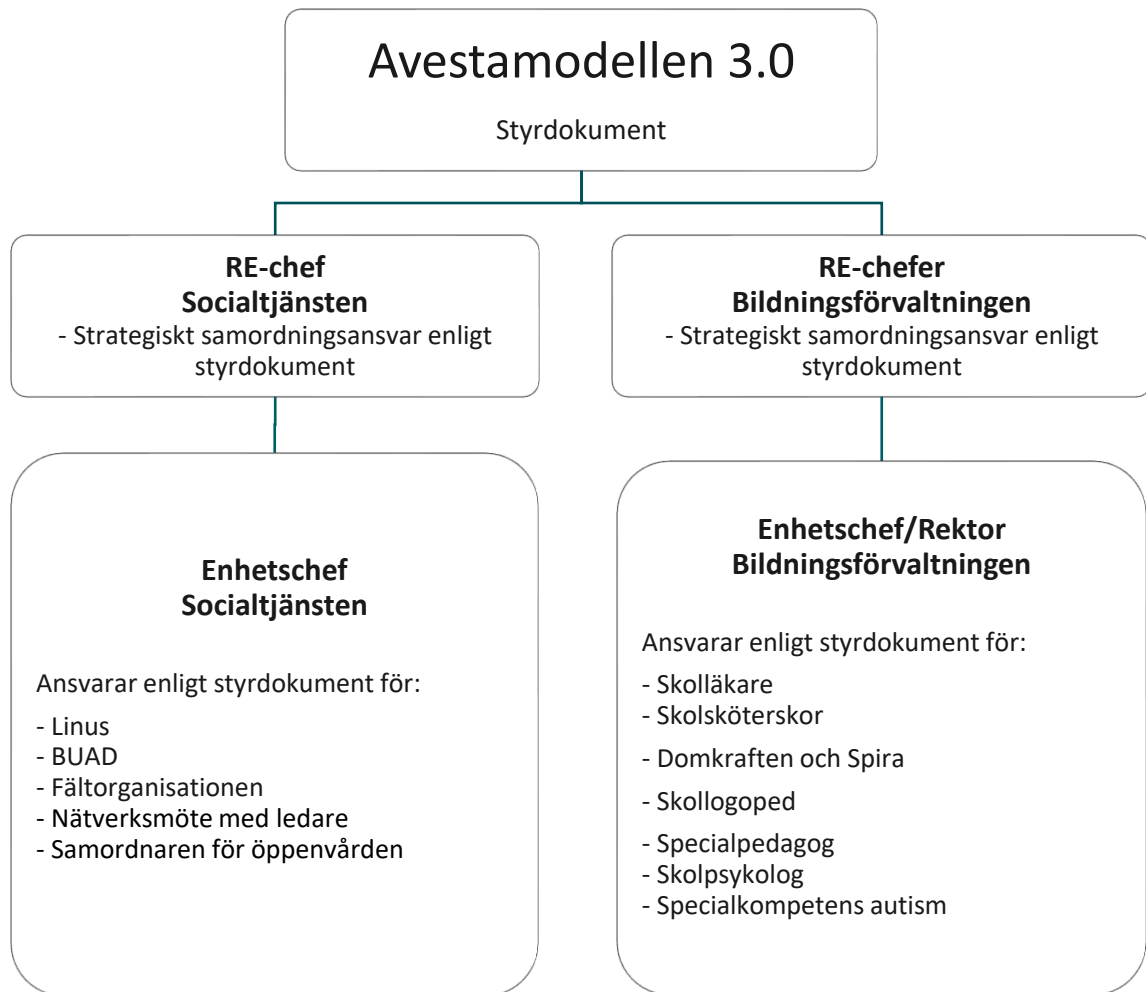 Avestamodellen 3.0
Styrdokument
RE-chef
Socialtjänsten
- Strategiskt samordningsansvar enligt
styrdokument
RE-chefer
Bildningsförvaltningen
- Strategiskt samordningsansvar enligt
styrdokument
Enhetschef
Socialtjänsten
Ansvarar enligt styrdokument för:
- Linus
- BUAD
- Fältorganisationen
- Nätverksmöte med ledare
- Samordnaren för öppenvården
Enhetschef/Rektor
Bildningsförvaltningen
Ansvarar enligt styrdokument för:
- Skolläkare
- Skolsköterskor
- Domkraften och Spira
- Skollogoped
- Specialpedagog
- Skolpsykolog
- Specialkompetens autism